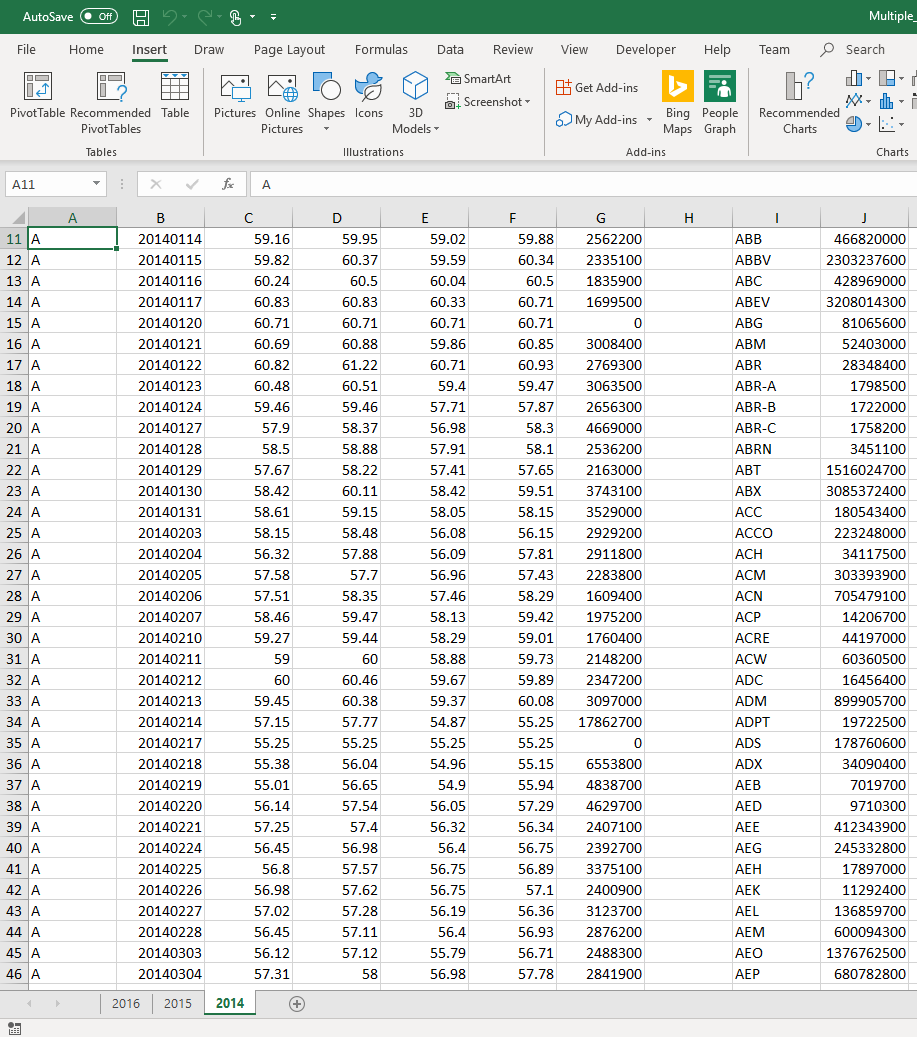 AutoSave Off Multiple_
File Home Insert Draw Page Layout Formulas Data Review View Developer Help Team Search
PivotTable Recommended PivotTables Table Pictures Online Pictures Shapes Icons 3D Models SmartArt Screenshot Get Add-ins My Add-ins Bing Maps People Graph Recommended Charts
Tables Illustrations Add-ins Charts
A11 fx A
A B C D E F G H I J
11 A 20140114 59.16 59.95 59.02 59.88 2562200 ABB 466820000
12 A 20140115 59.82 60.37 59.59 60.34 2335100 ABBV 2303237600
13 A 20140116 60.24 60.5 60.04 60.5 1835900 ABC 428969000
14 A 20140117 60.83 60.83 60.33 60.71 1699500 ABEV 3208014300
15 A 20140120 60.71 60.71 60.71 60.71 0 ABG 81065600
16 A 20140121 60.69 60.88 59.86 60.85 3008400 ABM 52403000
17 A 20140122 60.82 61.22 60.71 60.93 2769300 ABR 28348400
18 A 20140123 60.48 60.51 59.4 59.47 3063500 ABR-A 1798500
19 A 20140124 59.46 59.46 57.71 57.87 2656300 ABR-B 1722000
20 A 20140127 57.9 58.37 56.98 58.3 4669000 ABR-C 1758200
21 A 20140128 58.5 58.88 57.91 58.1 2536200 ABRN 3451100
22 A 20140129 57.67 58.22 57.41 57.65 2163000 ABT 1516024700
23 A 20140130 58.42 60.11 58.42 59.51 3743100 ABX 3085372400
24 A 20140131 58.61 59.15 58.05 58.15 3529000 ACC 180543400
25 A 20140203 58.15 58.48 56.08 56.15 2929200 ACCO 223248000
26 A 20140204 56.32 57.88 56.09 57.81 2911800 ACH 34117500
27 A 20140205 57.58 57.7 56.96 57.43 2283800 ACM 303393900
28 A 20140206 57.51 58.35 57.46 58.29 1609400 ACN 705479100
29 A 20140207 58.46 59.47 58.13 59.42 1975200 ACP 14206700
30 A 20140210 59.27 59.44 58.29 59.01 1760400 ACRE 44197000
31 A 20140211 59 60 58.88 59.73 2148200 ACW 60360500
32 A 20140212 60 60.46 59.67 59.89 2347200 ADC 16456400
33 A 20140213 59.45 60.38 59.37 60.08 3097000 ADM 899905700
34 A 20140214 57.15 57.77 54.87 55.25 17862700 ADPT 19722500
35 A 20140217 55.25 55.25 55.25 55.25 0 ADS 178760600
36 A 20140218 55.38 56.04 54.96 55.15 6553800 ADX 34090400
37 A 20140219 55.01 56.65 54.9 55.94 4838700 AEB 7019700
38 A 20140220 56.14 57.54 56.05 57.29 4629700 AED 9710300
39 A 20140221 57.25 57.4 56.32 56.34 2407100 AEE 412343900
40 A 20140224 56.45 56.98 56.4 56.75 2392700 AEG 245332800
41 A 20140225 56.8 57.57 56.75 56.89 3375100 AEH 17897000
42 A 20140226 56.98 57.62 56.75 57.1 2400900 AEK 11292400
43 A 20140227 57.02 57.28 56.19 56.36 3123700 AEL 136859700
44 A 20140228 56.45 57.11 56.4 56.93 2876200 AEM 600094300
45 A 20140303 56.12 57.12 55.79 56.71 2488300 AEO 1376762500
46 A 20140304 57.31 58 56.98 57.78 2841900 AEP 680782800
2016 2015 2014